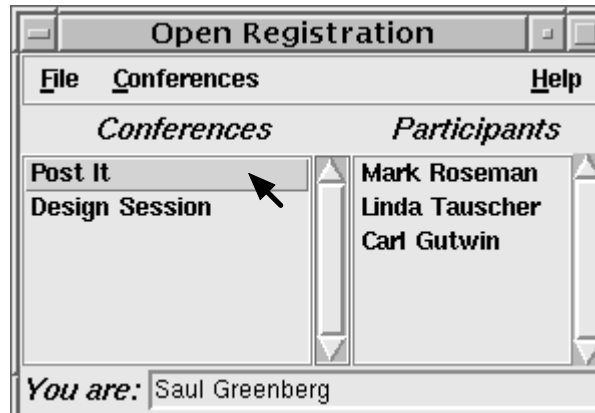 Open Registration
File Conferences Help
Conferences Participants
Post It Mark Roseman
Design Session Linda Tauscher
Carl Gutwin
You are: Saul Greenberg